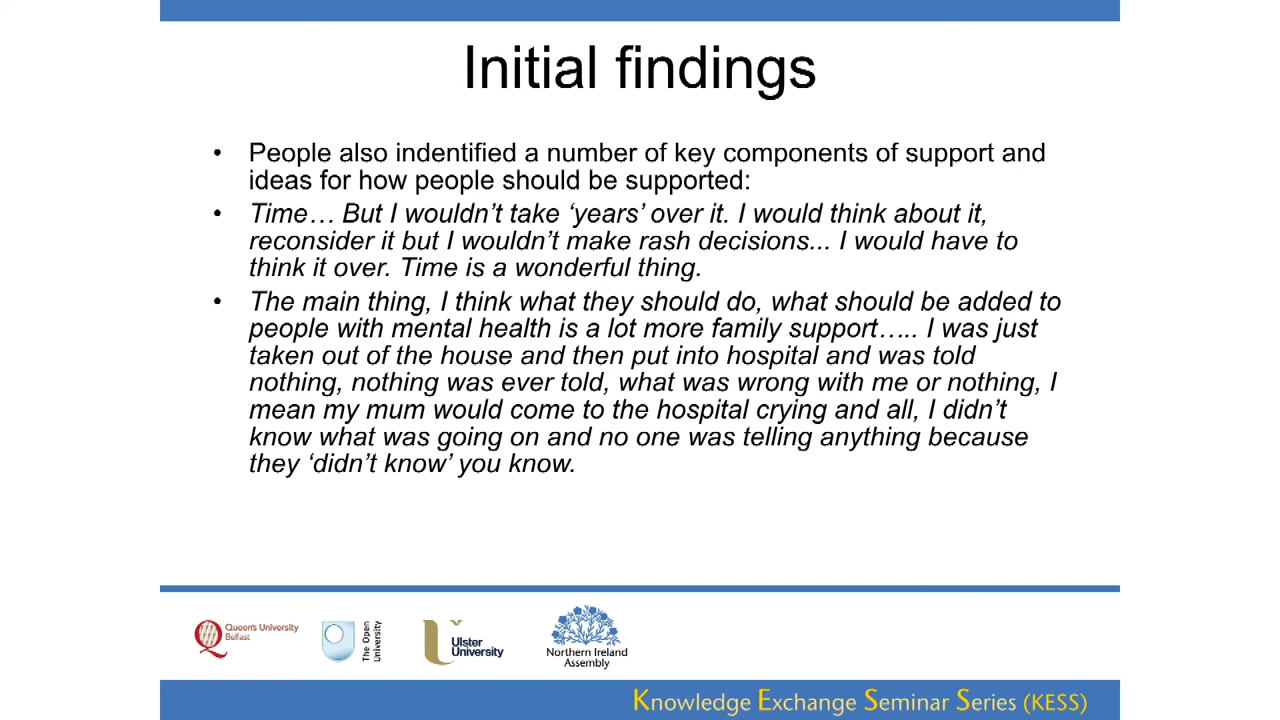 Initial findings
• People also indentified a number of key components of support and
ideas for how people should be supported:
• Time… But I wouldn’t take ‘years’ over it. I would think about it,
reconsider it but I wouldn’t make rash decisions... I would have to
think it over. Time is a wonderful thing.
• The main thing, I think what they should do, what should be added to
people with mental health is a lot more family support….. I was just
taken out of the house and then put into hospital and was told
nothing, nothing was ever told, what was wrong with me or nothing, I
mean my mum would come to the hospital crying and all, I didn’t
know what was going on and no one was telling anything because
they ‘didn’t know’ you know.
Queen's University
Belfast
The Open
University
Ulster
University
Northern Ireland
Assembly
Knowledge Exchange Seminar Series (KESS)